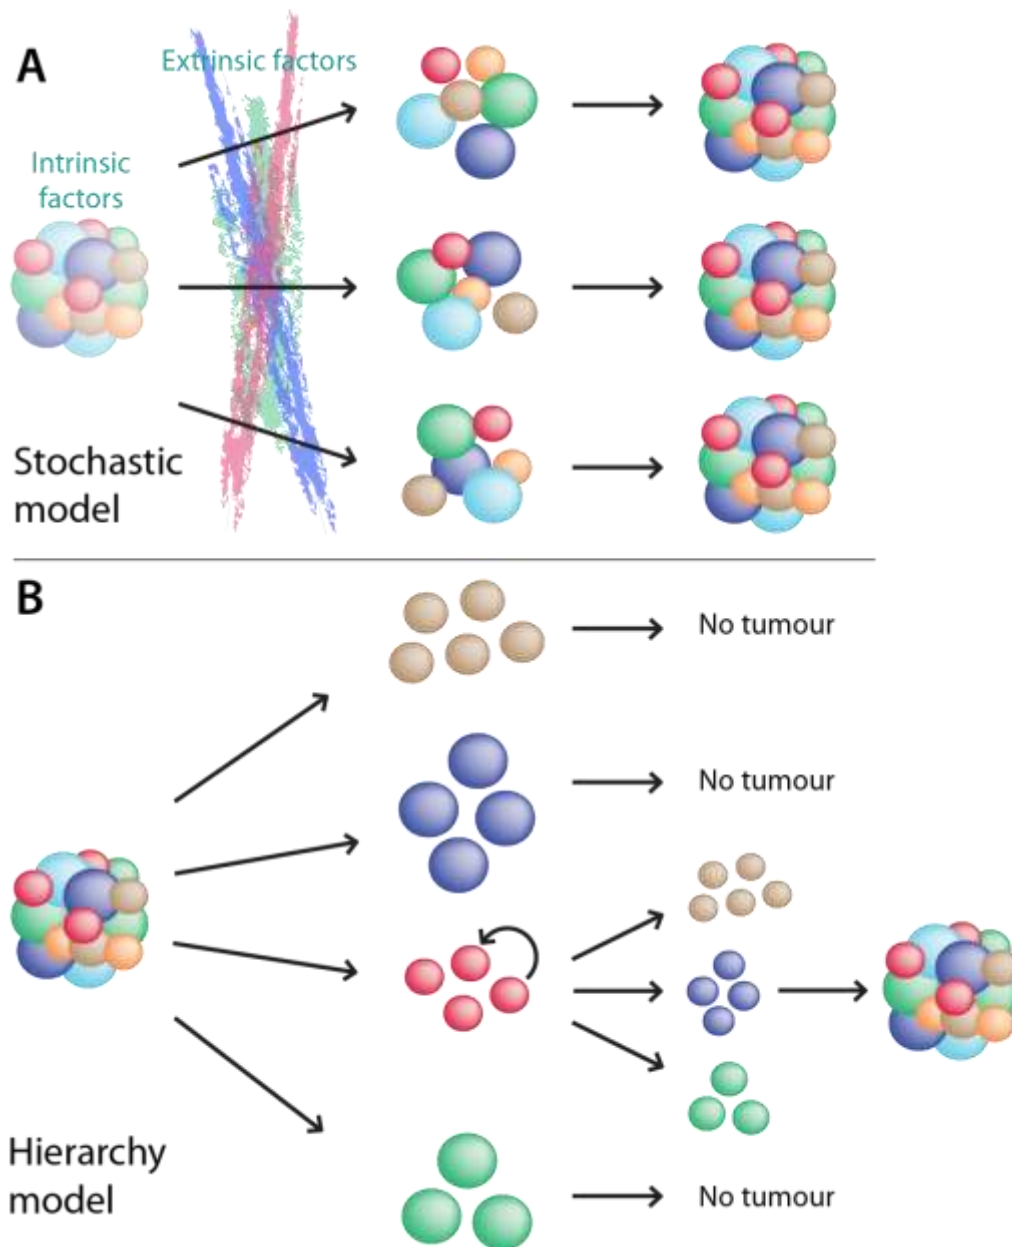 A
Extrinsic factors
Intrinsic
factors
Stochastic
model
B
No tumour
No tumour
Hierarchy
model
No tumour